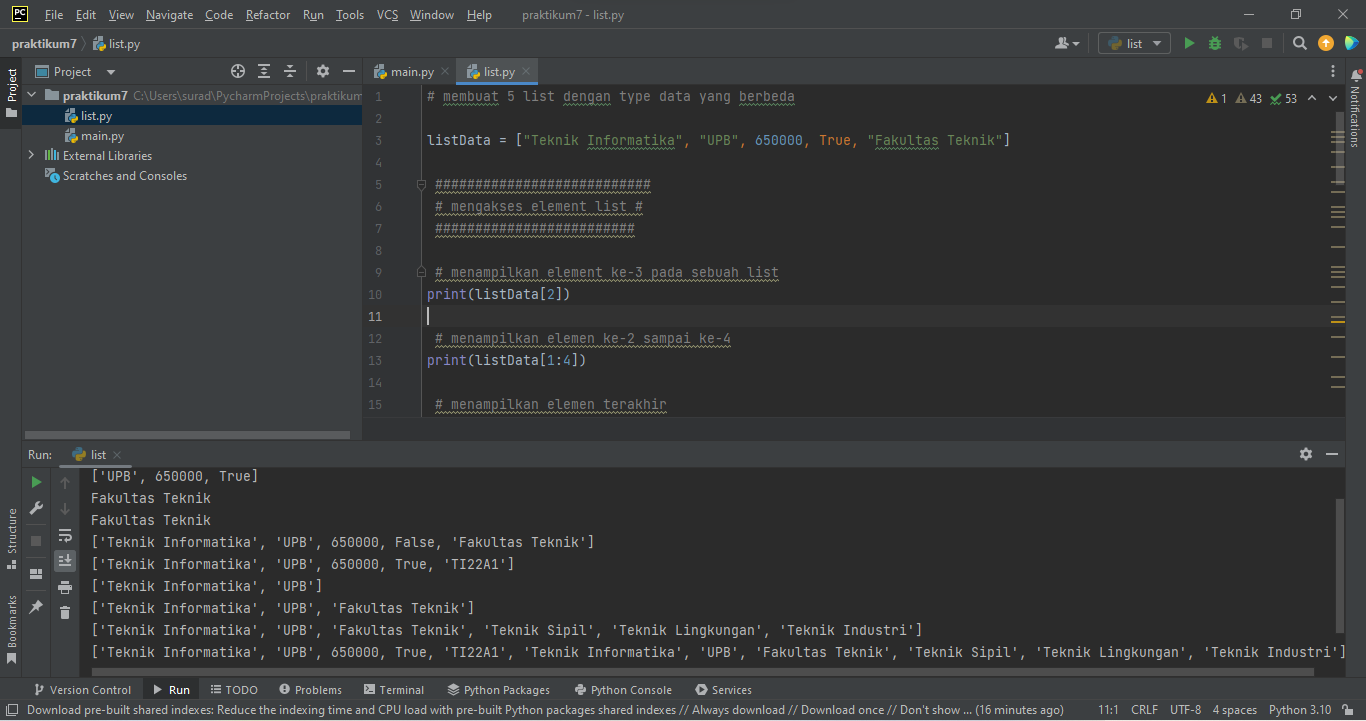 PC File Edit View Navigate Code Refactor Run Tools VCS Window Help praktikum7 - list.py
praktikum7 list.py list
Project Project main.py list.py Notifications
praktikum7 C:\Users\surad\PycharmProjects\praktikum
list.py
main.py
External Libraries
Scratches and Consoles
1 # membuat 5 list dengan type data yang berbeda 1 43 53
2
3 listData = ["Teknik Informatika", "UPB", 650000, True, "Fakultas Teknik"]
4
5 ###########################
6 # mengakses element list #
7 #########################
8
9 # menampilkan element ke-3 pada sebuah list
10 print(listData[2])
11
12 # menampilkan elemen ke-2 sampai ke-4
13 print(listData[1:4])
14
15 # menampilkan elemen terakhir
Run: list
['UPB', 650000, True]
Fakultas Teknik
Fakultas Teknik
['Teknik Informatika', 'UPB', 650000, False, 'Fakultas Teknik']
['Teknik Informatika', 'UPB', 650000, True, 'TI22A1']
['Teknik Informatika', 'UPB']
['Teknik Informatika', 'UPB', 'Fakultas Teknik']
['Teknik Informatika', 'UPB', 'Fakultas Teknik', 'Teknik Sipil', 'Teknik Lingkungan', 'Teknik Industri']
['Teknik Informatika', 'UPB', 650000, True, 'TI22A1', 'Teknik Informatika', 'UPB', 'Fakultas Teknik', 'Teknik Sipil', 'Teknik Lingkungan', 'Teknik Industri']
Structure
Bookmarks
Version Control Run TODO Problems Terminal Python Packages Python Console Services
Download pre-built shared indexes: Reduce the indexing time and CPU load with pre-built Python packages shared indexes // Always download // Download once // Don't show ... (16 minutes ago) 11:1 CRLF UTF-8 4 spaces Python 3.10